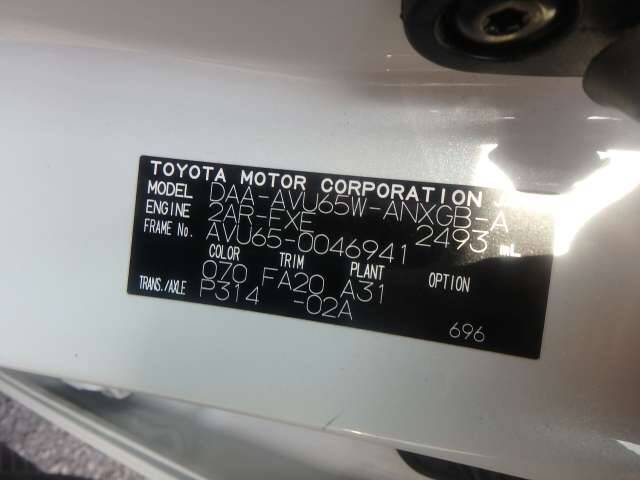 TOYOTA MOTOR CORPORATION J
MODEL DAA-AVU65W-ANXGB-A
ENGINE 2AR-FXE 2493 mL
FRAME No. AVU65-0046941
COLOR TRIM PLANT OPTION
070 FA20 A31
TRANS./AXLE P314 -02A
696